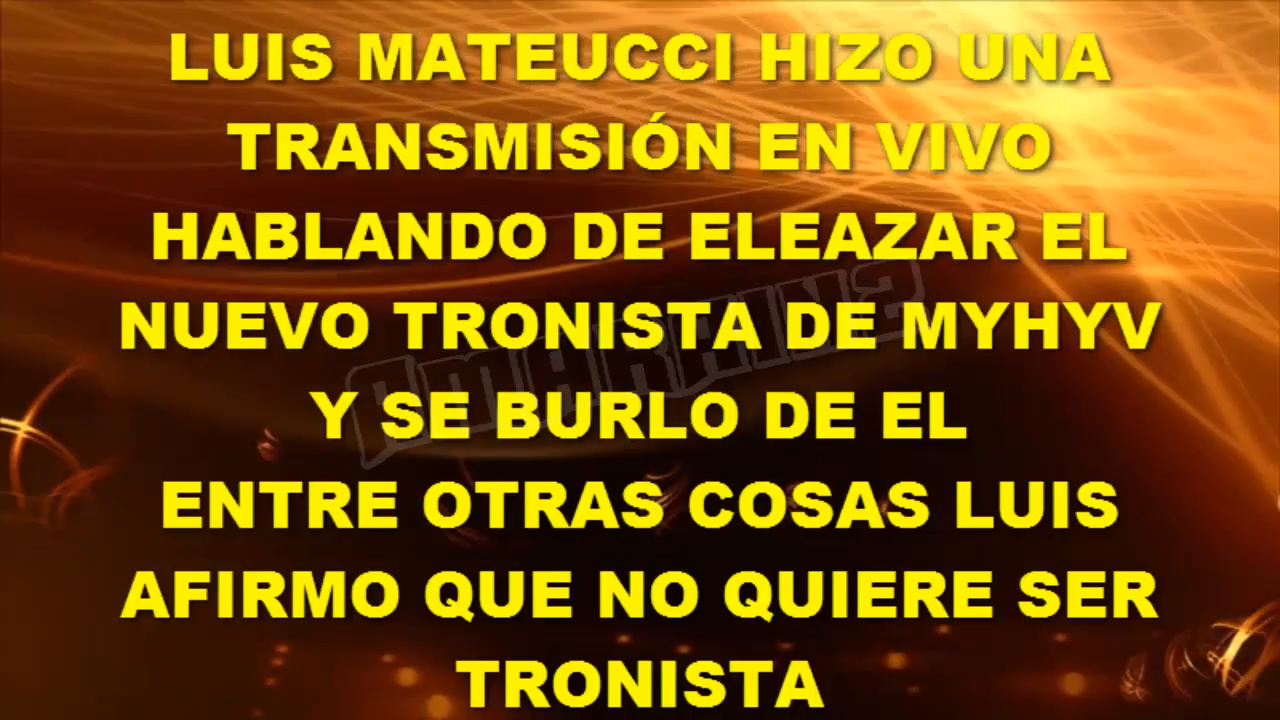 LUIS MATEUCCI HIZO UNA
TRANSMISIÓN EN VIVO
HABLANDO DE ELEAZAR EL
NUEVO TRONISTA DE MYHYV
Y SE BURLO DE EL
ENTRE OTRAS COSAS LUIS
AFIRMO QUE NO QUIERE SER
TRONISTA